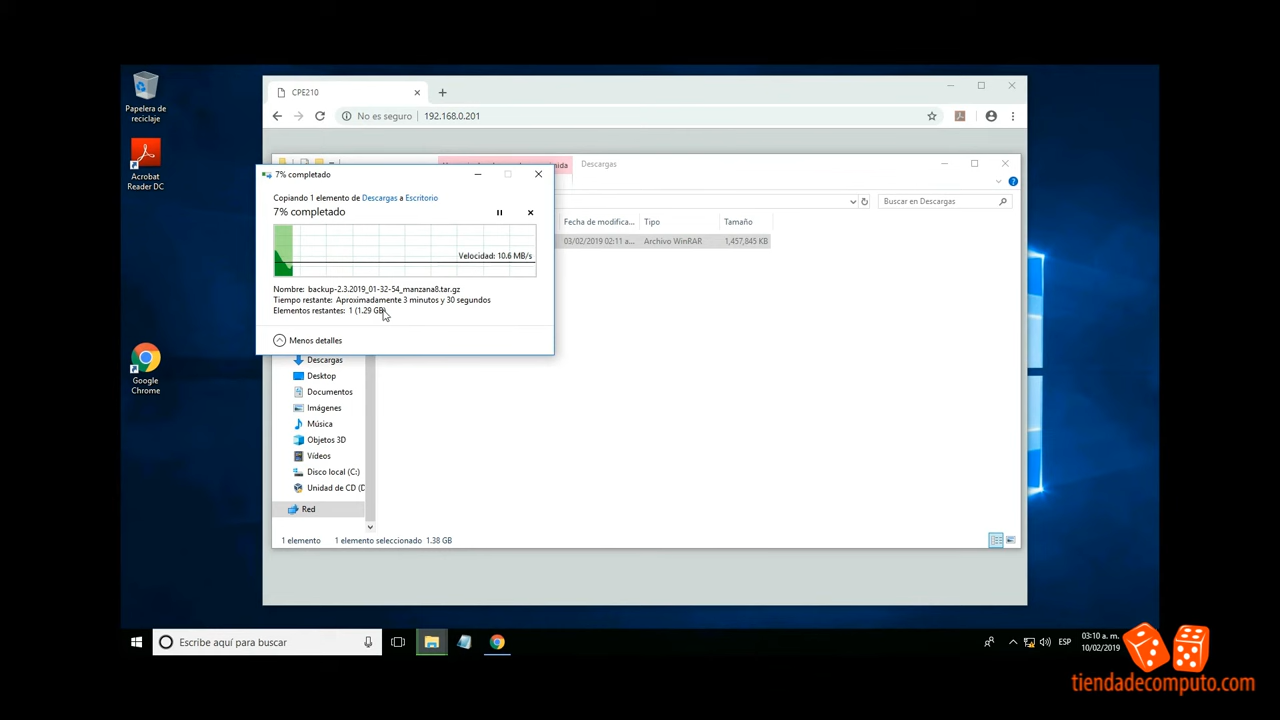 Papelera de
reciclaje
Acrobat
Reader DC
Google
Chrome
CPE210
No es seguro
192.168.0.201
Descargas
Buscar en Descargas
Fecha de modifica...
Tipo
Tamaño
03/02/2019 02:11 a...
Archivo WinRAR
1,457,845 KB
7% completado
Copiando 1 elemento de Descargas a Escritorio
7% completado
Velocidad: 10.6 MB/s
Nombre: backup-2.3.2019_01-32-54_manzana8.tar.gz
Tiempo restante: Aproximadamente 3 minutos y 30 segundos
Elementos restantes: 1 (1.29 GB)
Menos detalles
Descargas
Desktop
Documentos
Imágenes
Música
Objetos 3D
Vídeos
Disco local (C:)
Unidad de CD (D
Red
1 elemento
1 elemento seleccionado 1.38 GB
Escribe aquí para buscar
ESP
03:10 a. m.
10/02/2019
tiendadecomputo.com